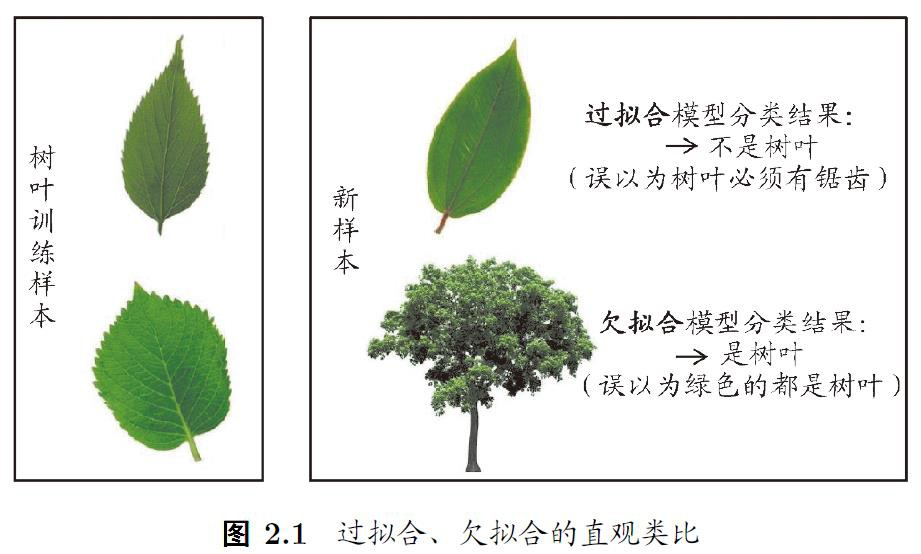 树叶训练样本
新样本
过拟合模型分类结果：
→ 不是树叶
（误以为树叶必须有锯齿）
欠拟合模型分类结果：
→ 是树叶
（误以为绿色的都是树叶）
图 2.1 过拟合、欠拟合的直观类比